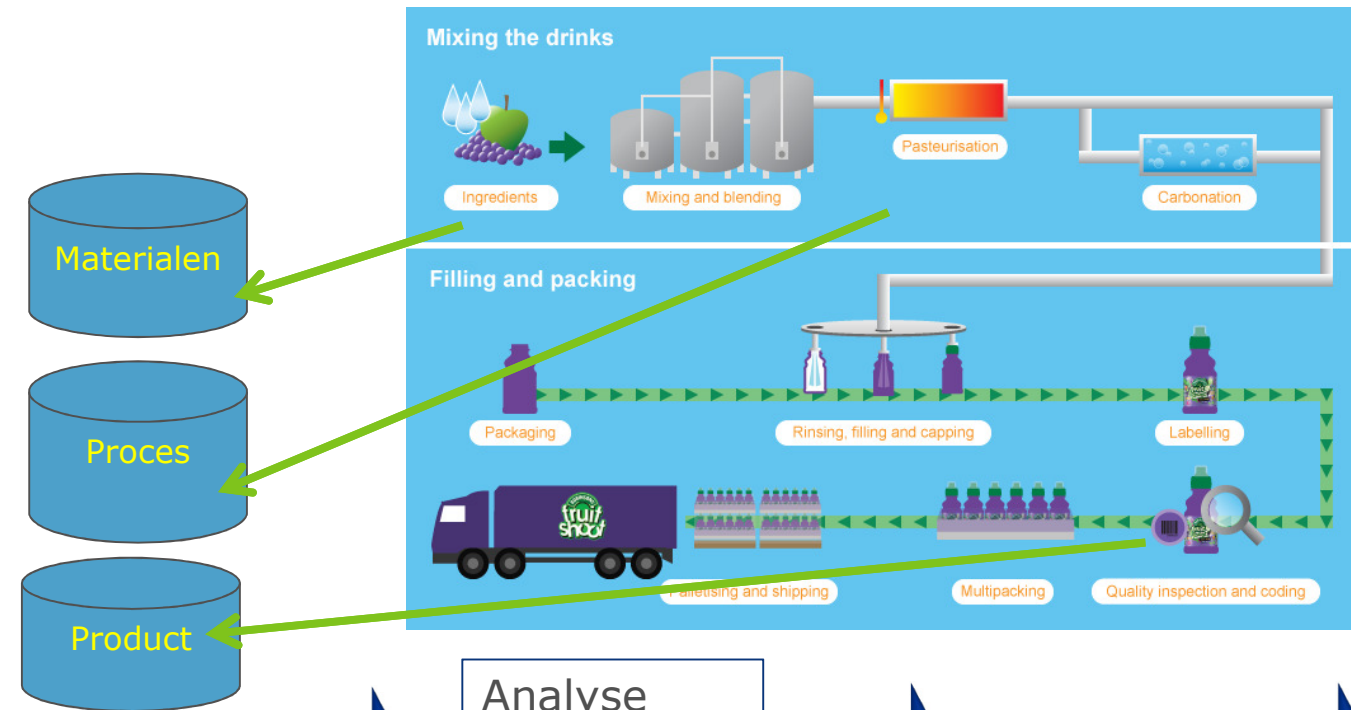 Mixing the drinks
Pasteurisation
Ingredients
Mixing and blending
Carbonation
Materialen
Filling and packing
Packaging
Rinsing, filling and capping
Labelling
Proces
fruit
shoot
Palletising and shipping
Multipacking
Quality inspection and coding
Product
Analyse